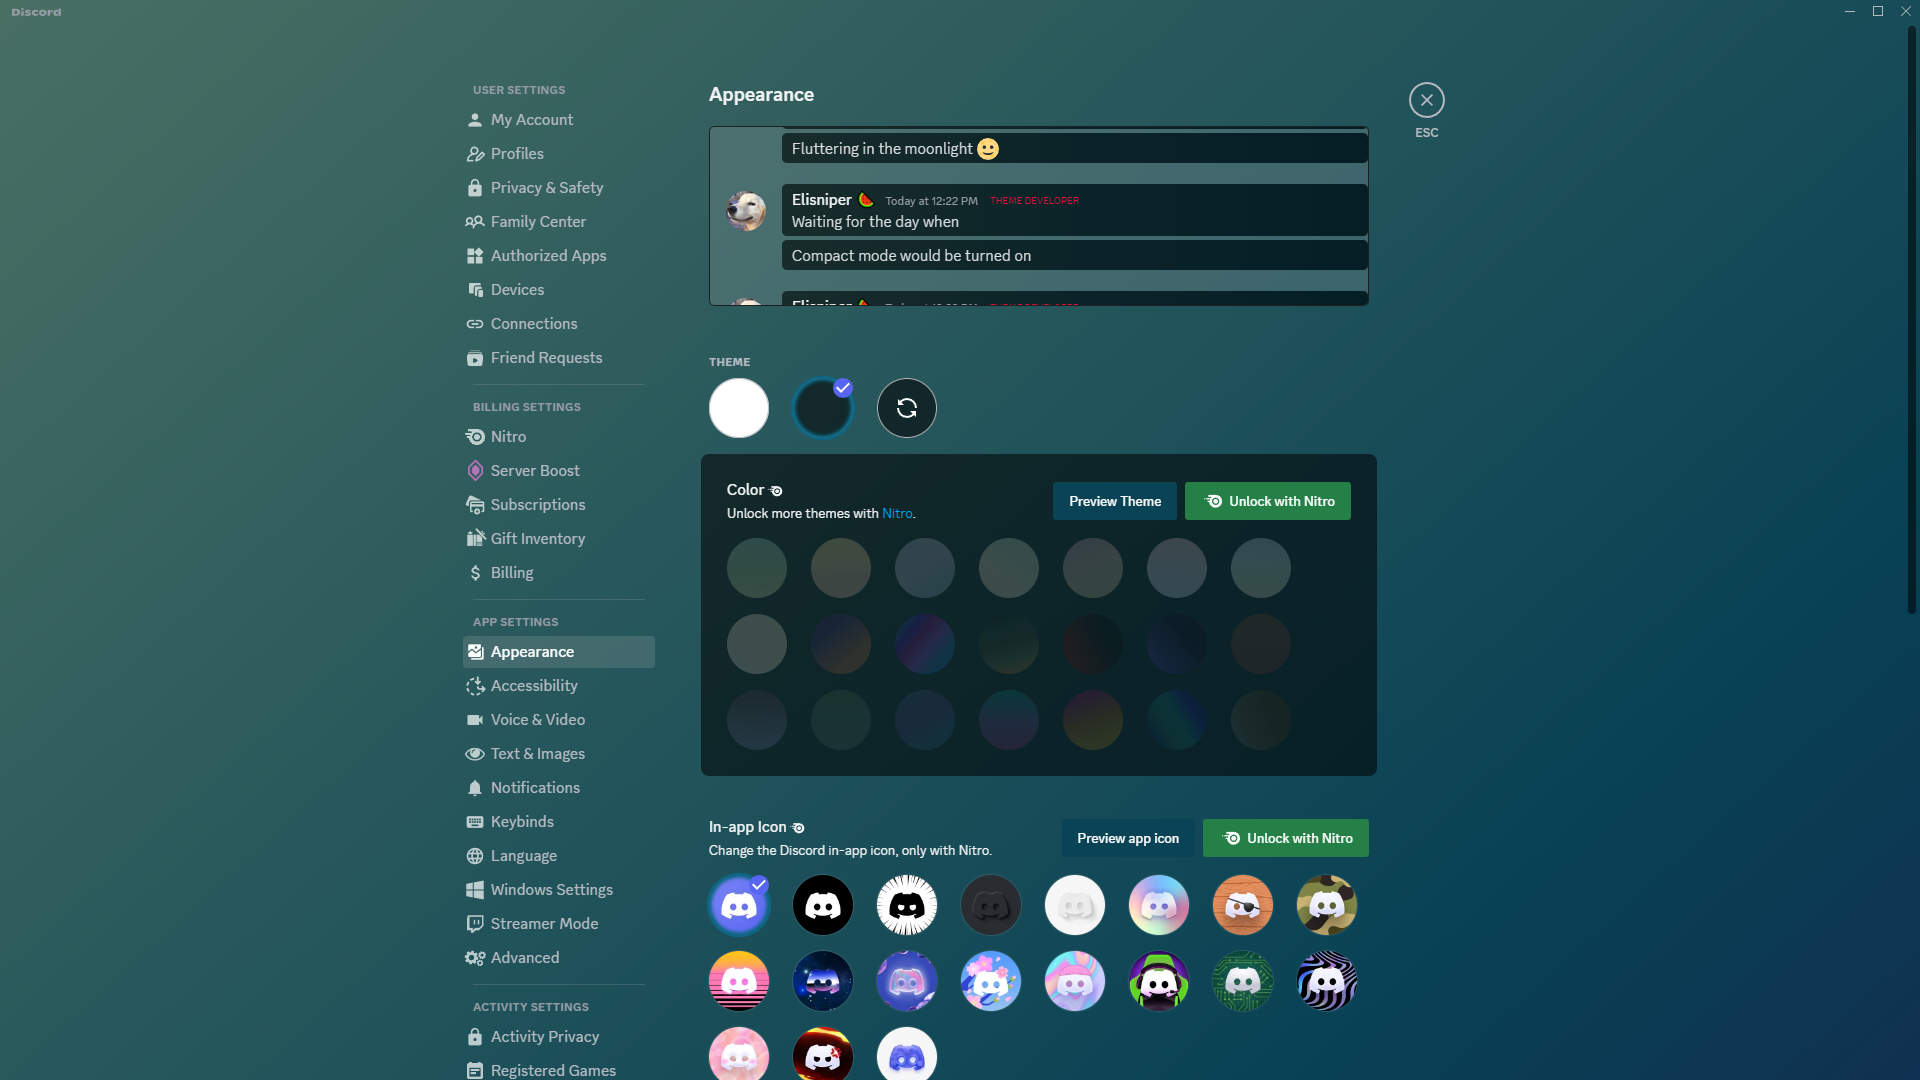 Discord
USER SETTINGS
My Account
Profiles
Privacy & Safety
Family Center
Authorized Apps
Devices
Connections
Friend Requests
BILLING SETTINGS
Nitro
Server Boost
Subscriptions
Gift Inventory
Billing
APP SETTINGS
Appearance
Accessibility
Voice & Video
Text & Images
Notifications
Keybinds
Language
Windows Settings
Streamer Mode
Advanced
ACTIVITY SETTINGS
Activity Privacy
Registered Games
Appearance
ESC
Fluttering in the moonlight 🙂
Elisniper 🍉 Today at 12:22 PM THEME DEVELOPER
Waiting for the day when
Compact mode would be turned on
Elisniper 🍉
THEME
Color
Unlock more themes with Nitro.
Preview Theme
Unlock with Nitro
In-app Icon
Change the Discord in-app icon, only with Nitro.
Preview app icon
Unlock with Nitro